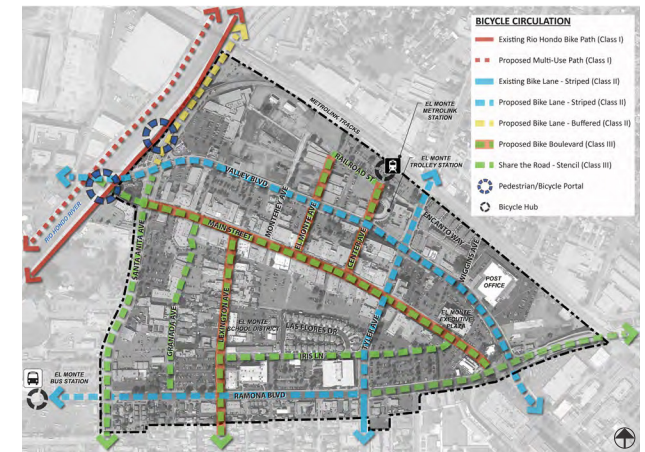 BICYCLE CIRCULATION
Existing Rio Hondo Bike Path (Class I)
Proposed Multi-Use Path (Class I)
Existing Bike Lane - Striped (Class II)
Proposed Bike Lane - Striped (Class II)
Proposed Bike Lane - Buffered (Class II)
Proposed Bike Boulevard (Class III)
Share the Road - Stencil (Class III)
Pedestrian/Bicycle Portal
Bicycle Hub
METROLINK TRACKS
EL MONTE
METROLINK
STATION
EL MONTE
TROLLEY STATION
RAILROAD ST
VALLEY BLVD
MONTEREY AVE
EL MONTE AVE
CENTER AVE
ENCANTO WAY
WIGGINS AVE
RIO HONDO RIVER
MAIN STREET
SANTA ANITA AVE
GRANADA AVE
LEXINGTON AVE
EL MONTE
SCHOOL DISTRICT
LAS FLORES DR
IRIS LN
TYLER AVE
POST
OFFICE
EL MONTE
EXECUTIVE
PLAZA
EL MONTE
BUS STATION
RAMONA BLVD